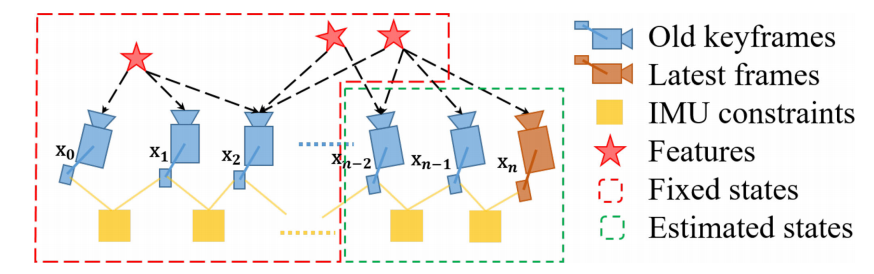 x₀
x₁
x₂
xₙ₋₂
xₙ₋₁
xₙ
Old keyframes
Latest frames
IMU constraints
Features
Fixed states
Estimated states